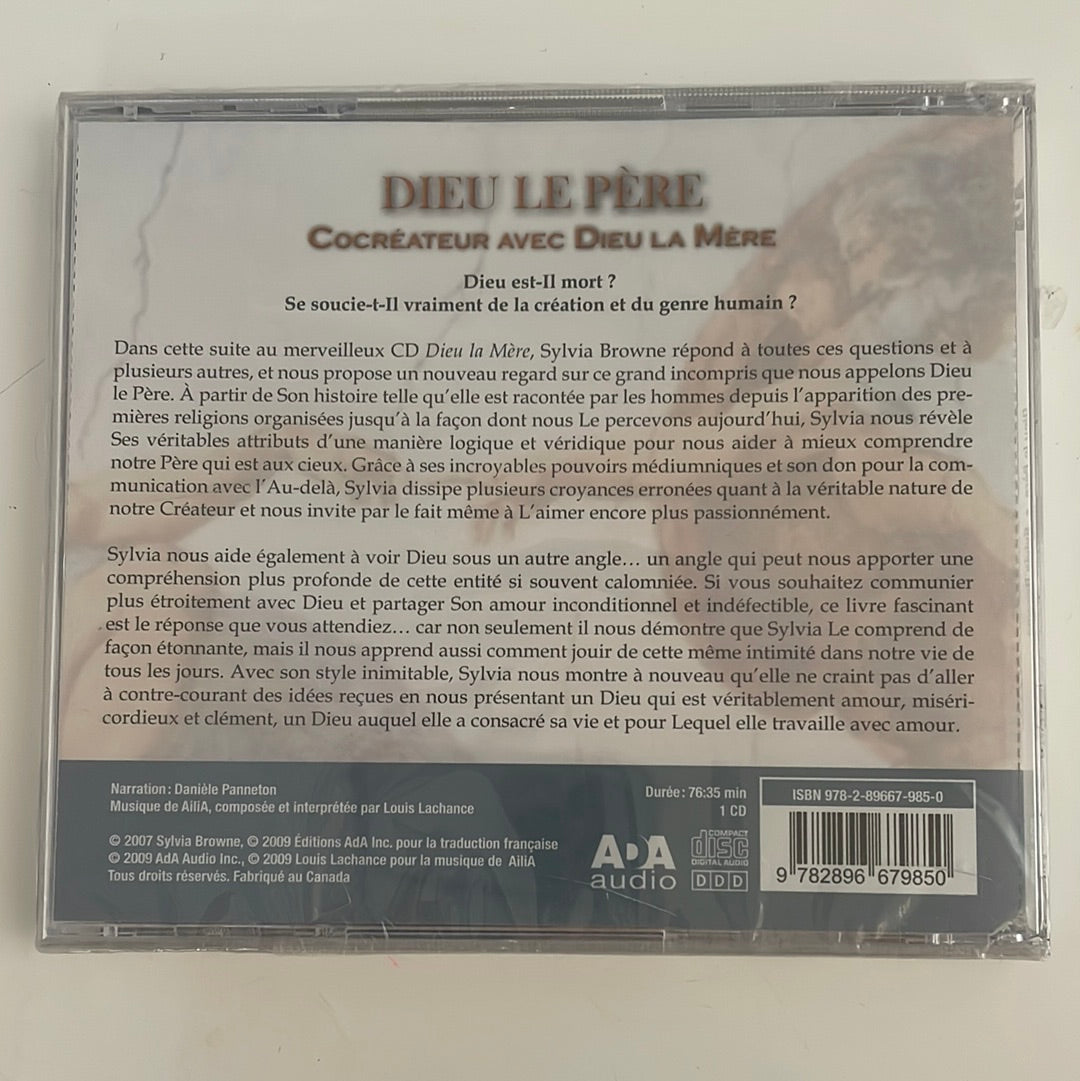 DIEU LE PÈRE
COCRÉATEUR AVEC DIEU LA MÈRE
Dieu est-Il mort ?
Se soucie-t-Il vraiment de la création et du genre humain ?
Dans cette suite au merveilleux CD Dieu la Mère, Sylvia Browne répond à toutes ces questions et à
plusieurs autres, et nous propose un nouveau regard sur ce grand incompris que nous appelons Dieu
le Père. À partir de Son histoire telle qu'elle est racontée par les hommes depuis l'apparition des pre-
mières religions organisées jusqu'à la façon dont nous Le percevons aujourd'hui, Sylvia nous révèle
Ses véritables attributs d'une manière logique et véridique pour nous aider à mieux comprendre
notre Père qui est aux cieux. Grâce à ses incroyables pouvoirs médiumniques et son don pour la com-
munication avec l'Au-delà, Sylvia dissipe plusieurs croyances erronées quant à la véritable nature de
notre Créateur et nous invite par le fait même à L'aimer encore plus passionnément.
Sylvia nous aide également à voir Dieu sous un autre angle… un angle qui peut nous apporter une
compréhension plus profonde de cette entité si souvent calomniée. Si vous souhaitez communier
plus étroitement avec Dieu et partager Son amour inconditionnel et indéfectible, ce livre fascinant
est le réponse que vous attendiez… car non seulement il nous démontre que Sylvia Le comprend de
façon étonnante, mais il nous apprend aussi comment jouir de cette même intimité dans notre vie de
tous les jours. Avec son style inimitable, Sylvia nous montre à nouveau qu'elle ne craint pas d'aller
à contre-courant des idées reçues en nous présentant un Dieu qui est véritablement amour, miséri-
cordieux et clément, un Dieu auquel elle a consacré sa vie et pour Lequel elle travaille avec amour.
Narration : Danièle Panneton
Musique de AiliA, composée et interprétée par Louis Lachance
© 2007 Sylvia Browne, © 2009 Éditions AdA Inc. pour la traduction française
© 2009 AdA Audio Inc., © 2009 Louis Lachance pour la musique de AiliA
Tous droits réservés. Fabriqué au Canada
Durée : 76:35 min
1 CD
ADA
audio
COMPACT
disc
DIGITAL AUDIO
DDD
ISBN 978-2-89667-985-0
9 782896 679850